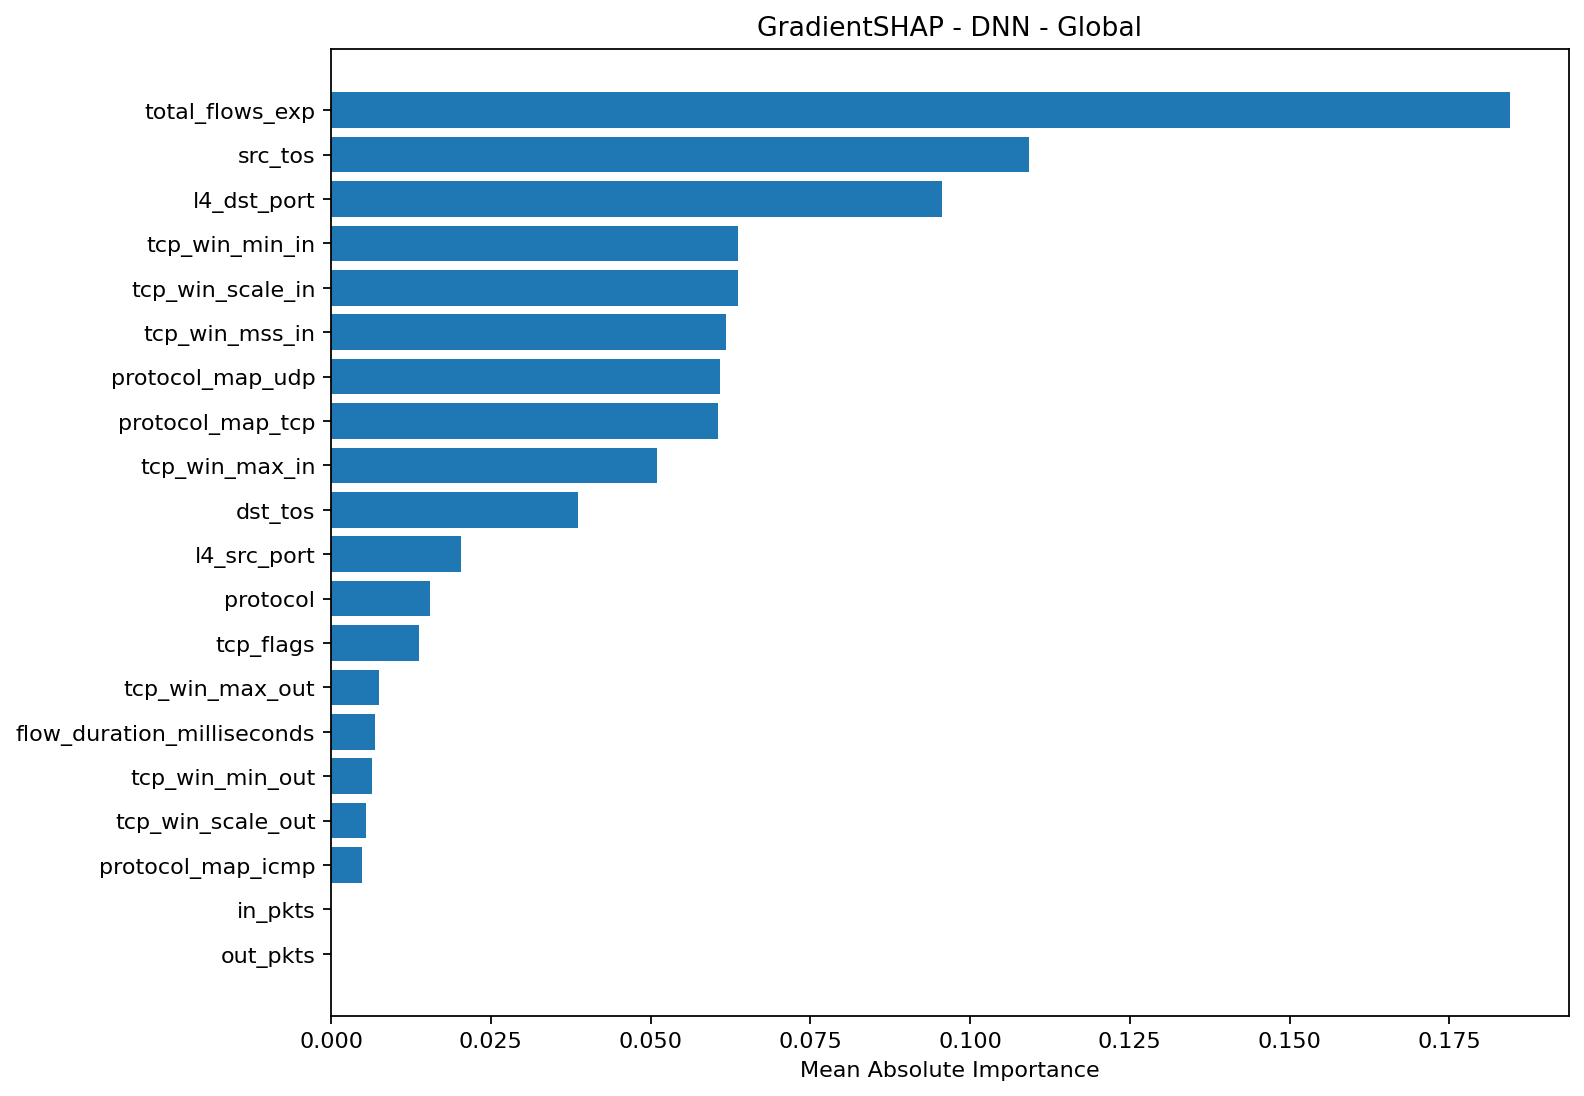 GradientSHAP - DNN - Global
total_flows_exp
src_tos
l4_dst_port
tcp_win_min_in
tcp_win_scale_in
tcp_win_mss_in
protocol_map_udp
protocol_map_tcp
tcp_win_max_in
dst_tos
l4_src_port
protocol
tcp_flags
tcp_win_max_out
flow_duration_milliseconds
tcp_win_min_out
tcp_win_scale_out
protocol_map_icmp
in_pkts
out_pkts
0.000 0.025 0.050 0.075 0.100 0.125 0.150 0.175
Mean Absolute Importance